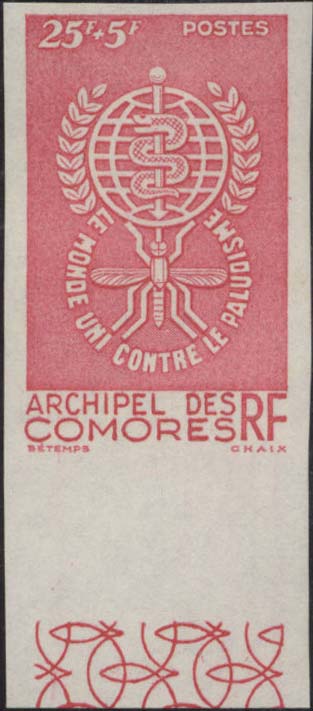 25F+5F POSTES
LE MONDE UNI CONTRE LE PALUDISME
ARCHIPEL DES
COMORES RF
BÉTEMPS CHAIX